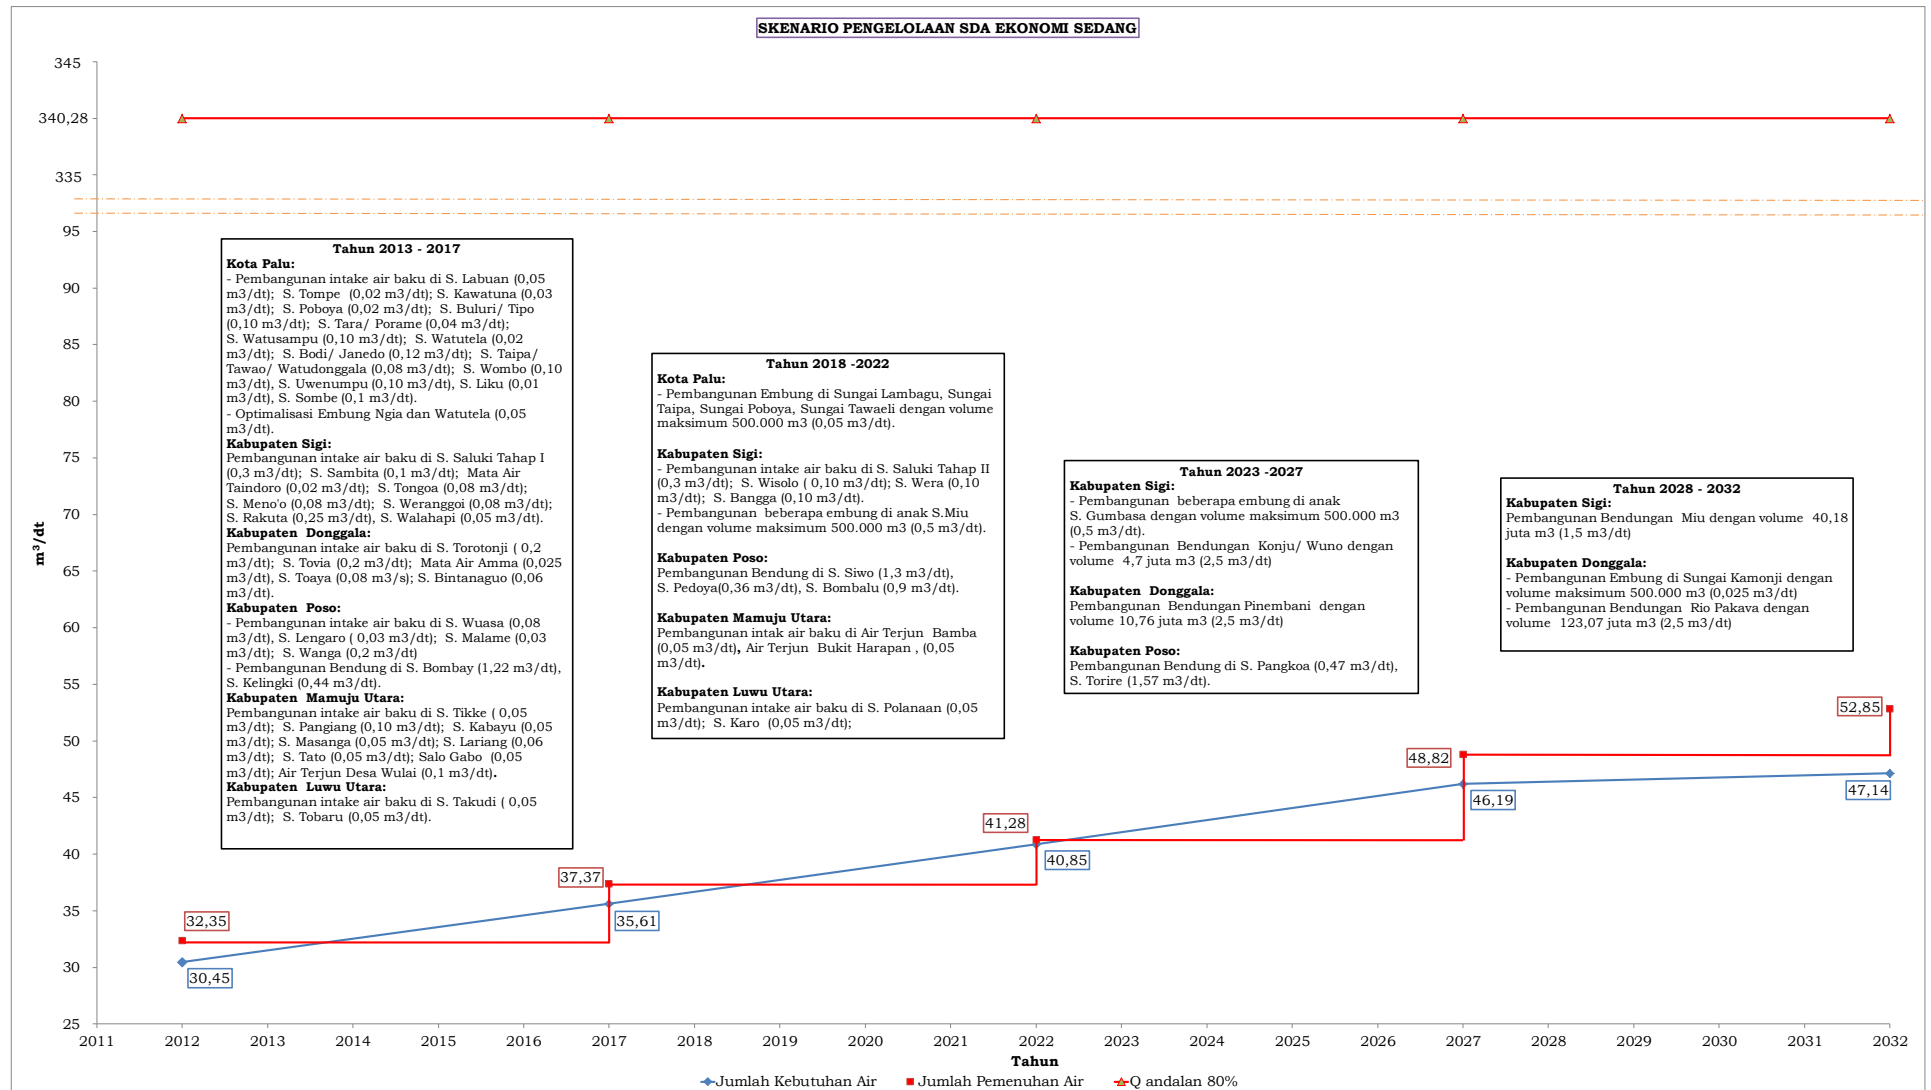 SKENARIO PENGELOLAAN SDA EKONOMI SEDANG
345
340,28
335
95
90
85
80
75
70
65
60
55
50
45
40
35
30
25
m³/dt
Tahun 2013 - 2017
Kota Palu:
- Pembangunan intake air baku di S. Labuan (0,05
m3/dt);  S. Tompe  (0,02 m3/dt); S. Kawatuna (0,03
m3/dt);  S. Poboya (0,02 m3/dt);  S. Buluri/ Tipo
(0,10 m3/dt);  S. Tara/ Porame (0,04 m3/dt);
S. Watusampu (0,10 m3/dt);  S. Watutela (0,02
m3/dt);  S. Bodi/ Janedo (0,12 m3/dt);  S. Taipa/
Tawao/ Watudonggala (0,08 m3/dt);  S. Wombo (0,10
m3/dt), S. Uwenumpu (0,10 m3/dt), S. Liku (0,01
m3/dt), S. Sombe (0,1 m3/dt).
- Optimalisasi Embung Ngia dan Watutela (0,05
m3/dt).
Kabupaten Sigi:
Pembangunan intake air baku di S. Saluki Tahap I
(0,3 m3/dt);  S. Sambita (0,1 m3/dt);  Mata Air
Taindoro (0,02 m3/dt);  S. Tongoa (0,08 m3/dt);
S. Meno'o (0,08 m3/dt);  S. Weranggoi (0,08 m3/dt);
S. Rakuta (0,25 m3/dt), S. Walahapi (0,05 m3/dt).
Kabupaten  Donggala:
Pembangunan intake air baku di S. Torotonji ( 0,2
m3/dt);  S. Tovia (0,2 m3/dt);  Mata Air Amma (0,025
m3/dt), S. Toaya (0,08 m3/s); S. Bintanaguo (0,06
m3/dt).
Kabupaten  Poso:
- Pembangunan intake air baku di S. Wuasa (0,08
m3/dt), S. Lengaro ( 0,03 m3/dt);  S. Malame (0,03
m3/dt);  S. Wanga (0,2 m3/dt)
- Pembangunan Bendung di S. Bombay (1,22 m3/dt),
S. Kelingki (0,44 m3/dt).
Kabupaten  Mamuju Utara:
Pembangunan intake air baku di S. Tikke ( 0,05
m3/dt);  S. Pangiang (0,10 m3/dt);  S. Kabayu (0,05
m3/dt); S. Masanga (0,05 m3/dt); S. Lariang (0,06
m3/dt);  S. Tato (0,05 m3/dt); Salo Gabo  (0,05
m3/dt); Air Terjun Desa Wulai (0,1 m3/dt).
Kabupaten  Luwu Utara:
Pembangunan intake air baku di S. Takudi ( 0,05
m3/dt);  S. Tobaru (0,05 m3/dt).
Tahun 2018 -2022
Kota Palu:
- Pembangunan Embung di Sungai Lambagu, Sungai
Taipa, Sungai Poboya, Sungai Tawaeli dengan volume
maksimum 500.000 m3 (0,05 m3/dt).
Kabupaten Sigi:
- Pembangunan intake air baku di S. Saluki Tahap II
(0,3 m3/dt);  S. Wisolo ( 0,10 m3/dt); S. Wera (0,10
m3/dt);  S. Bangga (0,10 m3/dt).
- Pembangunan  beberapa embung di anak S.Miu
dengan volume maksimum 500.000 m3 (0,5 m3/dt).
Kabupaten Poso:
Pembangunan Bendung di S. Siwo (1,3 m3/dt),
S. Pedoya(0,36 m3/dt), S. Bombalu (0,9 m3/dt).
Kabupaten Mamuju Utara:
Pembangunan intak air baku di Air Terjun  Bamba
(0,05 m3/dt), Air Terjun  Bukit Harapan , (0,05
m3/dt).
Kabupaten Luwu Utara:
Pembangunan intake air baku di S. Polanaan (0,05
m3/dt);  S. Karo  (0,05 m3/dt);
Tahun 2023 -2027
Kabupaten Sigi:
- Pembangunan  beberapa embung di anak
S. Gumbasa dengan volume maksimum 500.000 m3
(0,5 m3/dt).
- Pembangunan  Bendungan  Konju/ Wuno dengan
volume  4,7 juta m3 (2,5 m3/dt)
Kabupaten  Donggala:
Pembangunan  Bendungan Pinembani  dengan
volume 10,76 juta m3 (2,5 m3/dt)
Kabupaten Poso:
Pembangunan Bendung di S. Pangkoa (0,47 m3/dt),
S. Torire (1,57 m3/dt).
Tahun 2028 - 2032
Kabupaten Sigi:
Pembangunan Bendungan  Miu dengan volume  40,18
juta m3 (1,5 m3/dt)
Kabupaten Donggala:
- Pembangunan Embung di Sungai Kamonji dengan
volume maksimum 500.000 m3 (0,025 m3/dt)
- Pembangunan Bendungan  Rio Pakava dengan
volume  123,07 juta m3 (2,5 m3/dt)
32,35
30,45
37,37
35,61
41,28
40,85
48,82
46,19
52,85
47,14
2011 2012 2013 2014 2015 2016 2017 2018 2019 2020 2021 2022 2023 2024 2025 2026 2027 2028 2029 2030 2031 2032
Tahun
Jumlah Kebutuhan Air Jumlah Pemenuhan Air Q andalan 80%